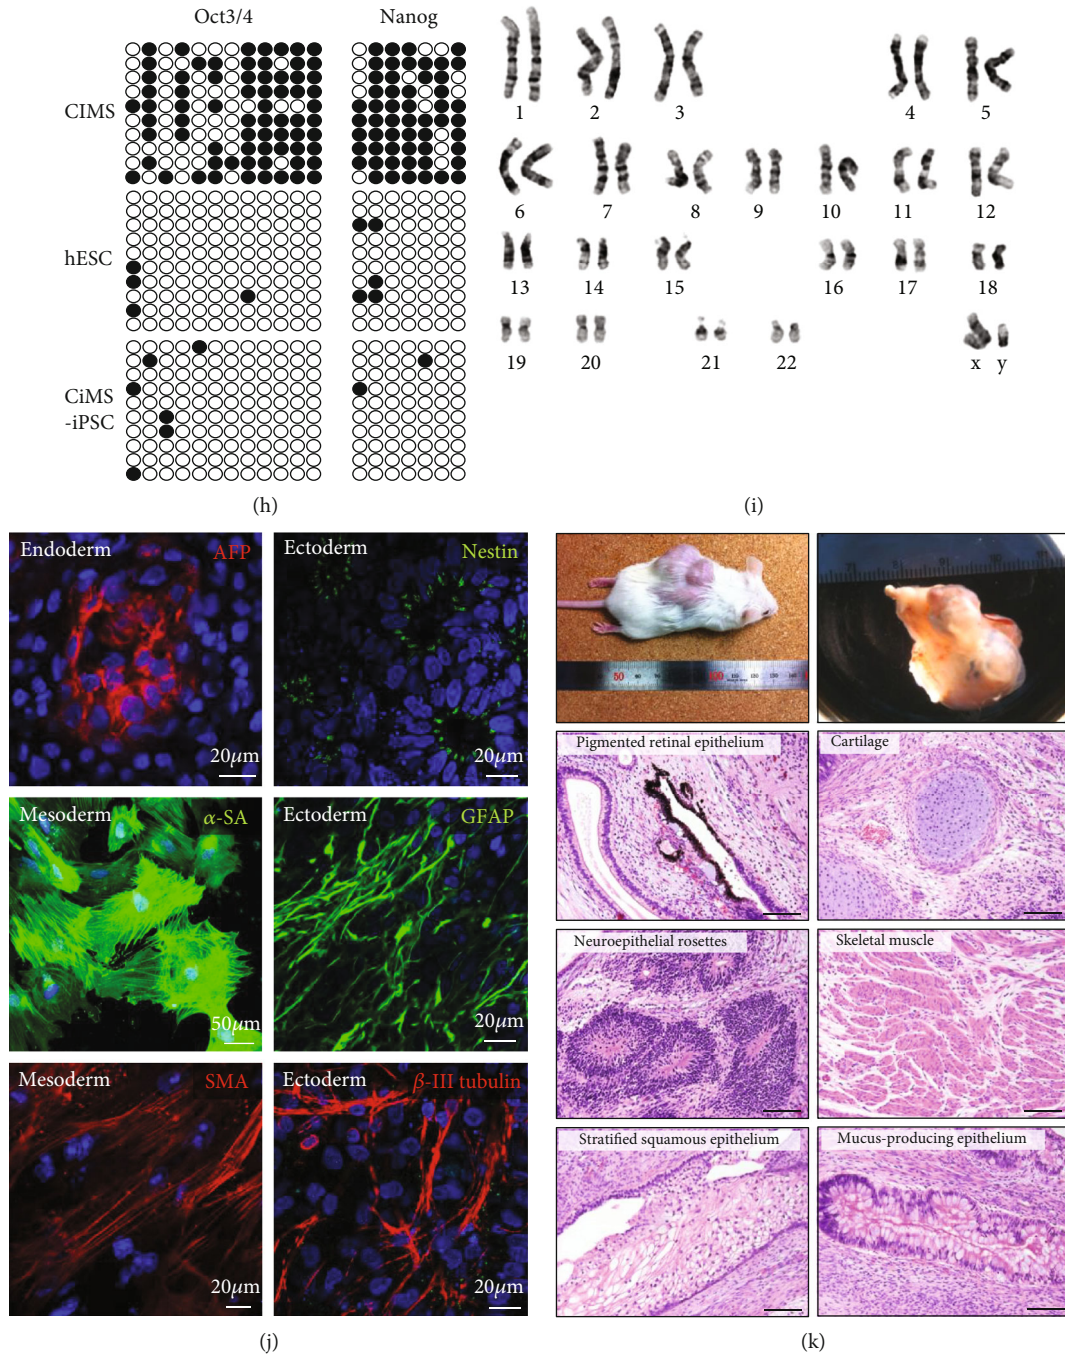 Oct3/4 Nanog
CIMS
hESC
CiMS
-iPSC
(h)
1 2 3 4 5
6 7 8 9 10 11 12
13 14 15 16 17 18
19 20 21 22 x y
(i)
Endoderm AFP
20μm
Ectoderm Nestin
20μm
Mesoderm α-SA
50μm
Ectoderm GFAP
20μm
Mesoderm SMA
20μm
Ectoderm β-III tubulin
20μm
(j)
50 100
Pigmented retinal epithelium
Cartilage
Neuroepithelial rosettes
Skeletal muscle
Stratified squamous epithelium
Mucus-producing epithelium
(k)